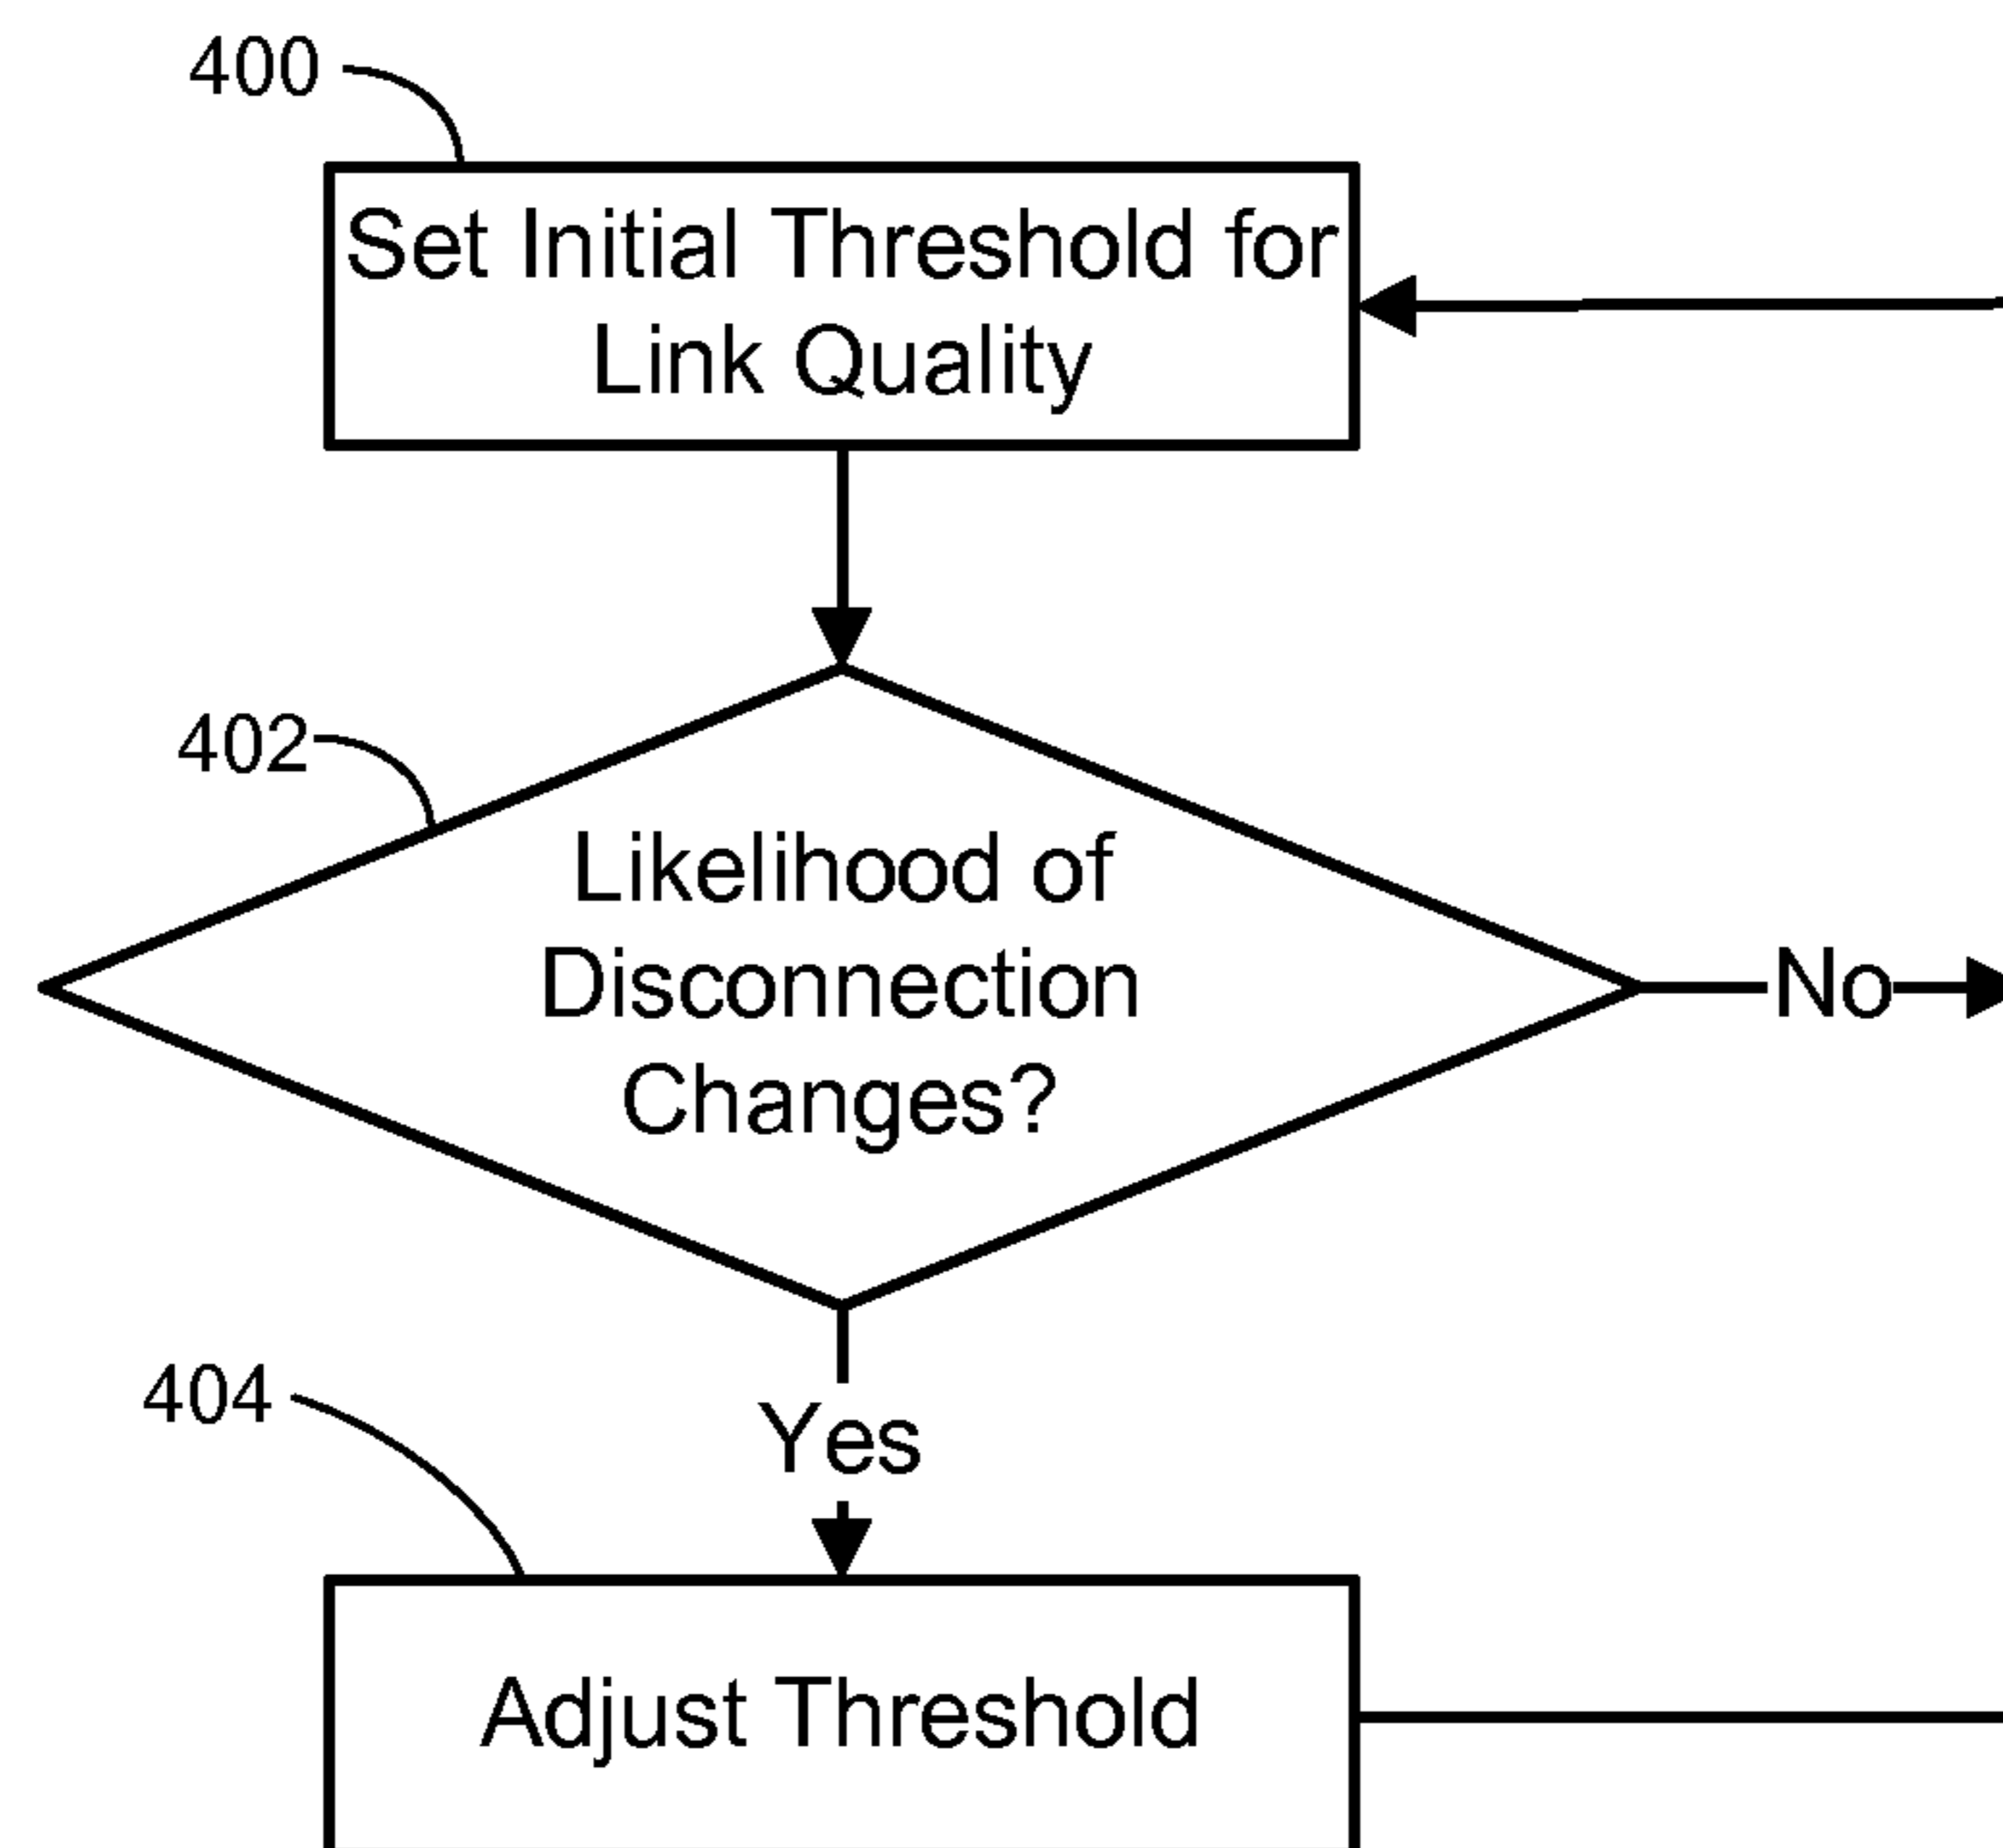 400
Set Initial Threshold for
Link Quality
402
Likelihood of
Disconnection
Changes?
No
Yes
404
Adjust Threshold